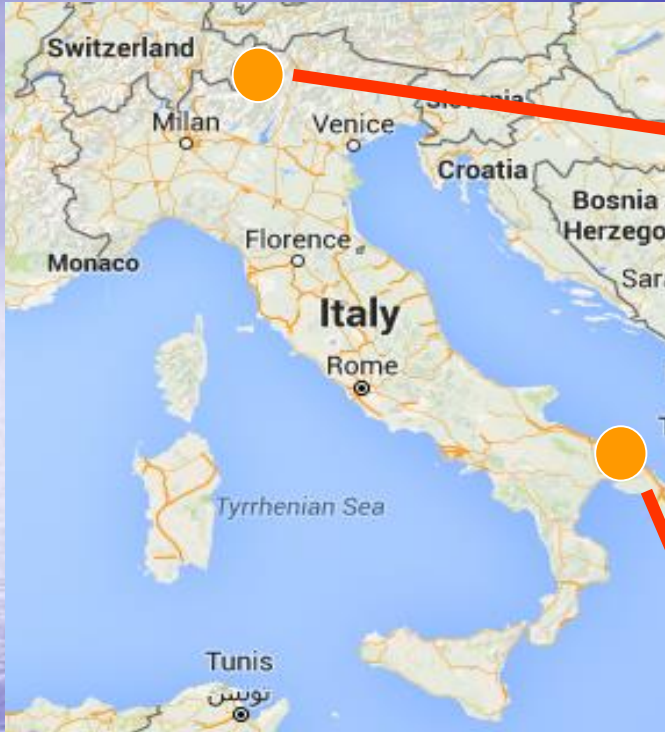 Switzerland
Slovenia
Milan
Venice
Croatia
Bosnia
Herzego
Sara
Florence
Monaco
Italy
Rome
T
Tyrrhenian Sea
Tunis
تونس